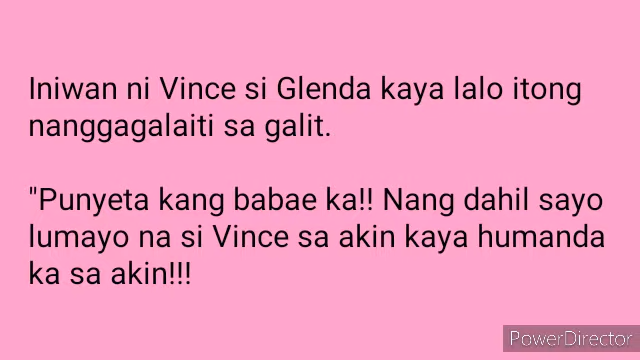 Iniwan ni Vince si Glenda kaya lalo itong
nanggagalaiti sa galit.
"Punyeta kang babae ka!! Nang dahil sayo
lumayo na si Vince sa akin kaya humanda
ka sa akin!!!
PowerDirector